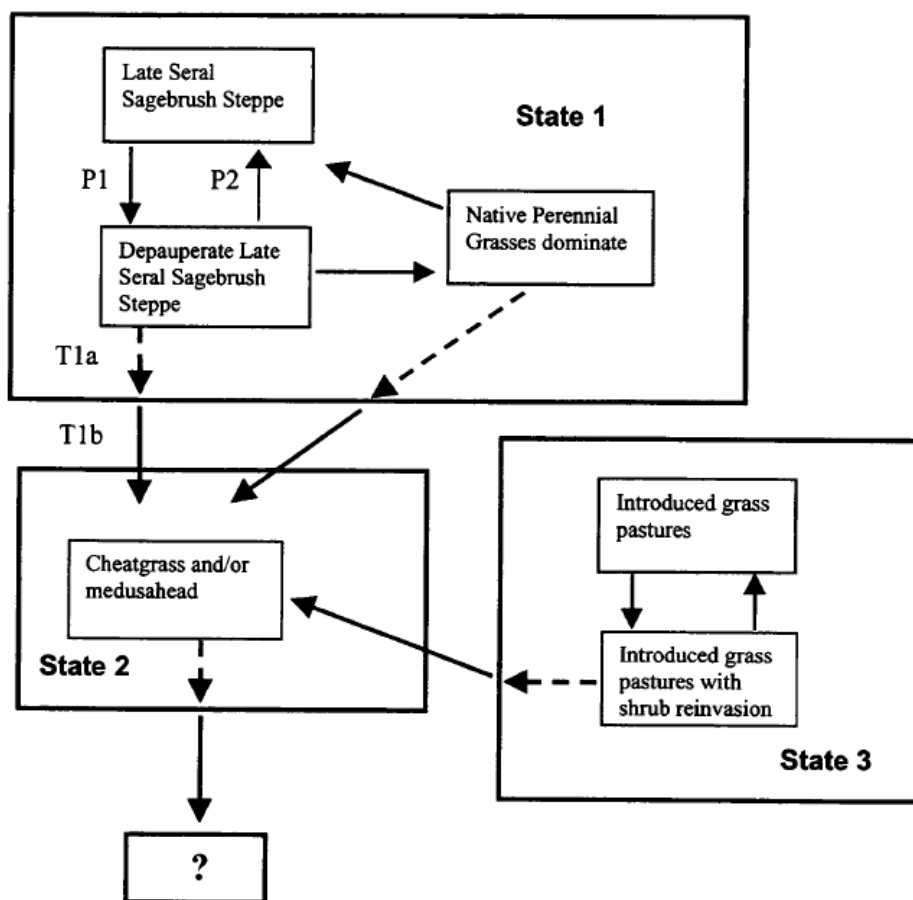 Late Seral
Sagebrush Steppe
State 1
P1
P2
Native Perennial
Grasses dominate
Depauperate Late
Seral Sagebrush
Steppe
T1a
T1b
Introduced grass
pastures
Cheatgrass and/or
medusahead
State 2
Introduced grass
pastures with
shrub reinvasion
State 3
?